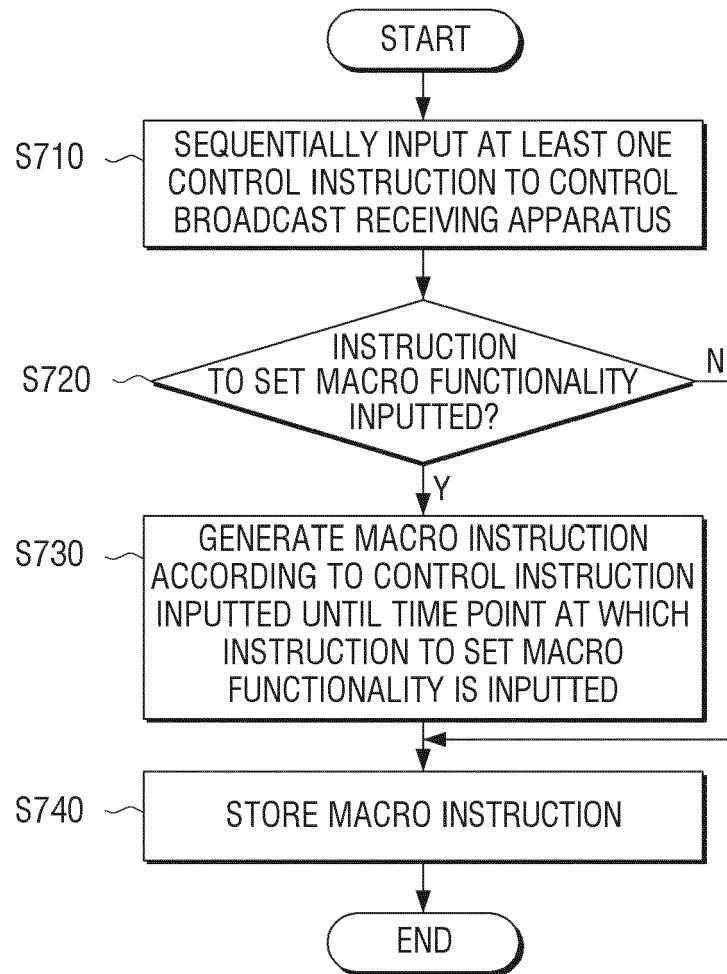 START
S710
SEQUENTIALLY INPUT AT LEAST ONE
CONTROL INSTRUCTION TO CONTROL
BROADCAST RECEIVING APPARATUS
S720
INSTRUCTION
TO SET MACRO FUNCTIONALITY
INPUTTED?
N
Y
S730
GENERATE MACRO INSTRUCTION
ACCORDING TO CONTROL INSTRUCTION
INPUTTED UNTIL TIME POINT AT WHICH
INSTRUCTION TO SET MACRO
FUNCTIONALITY IS INPUTTED
S740
STORE MACRO INSTRUCTION
END